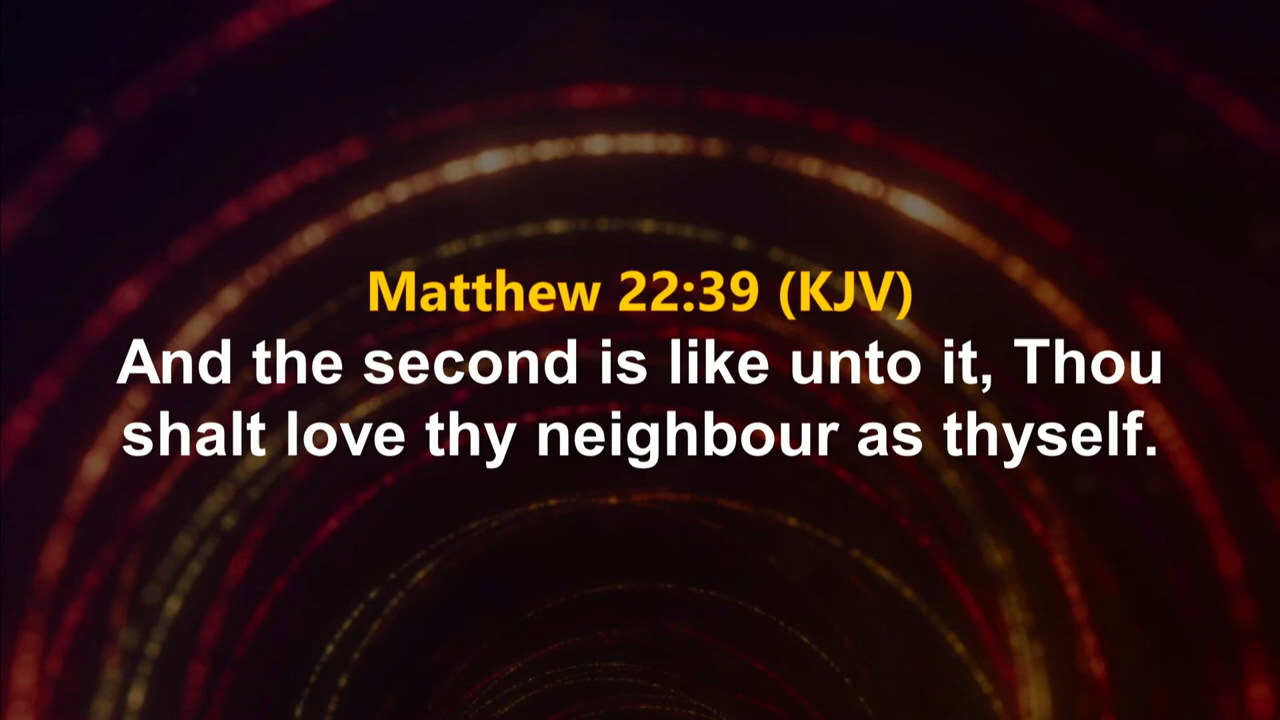 Matthew 22:39 (KJV)
And the second is like unto it, Thou
shalt love thy neighbour as thyself.